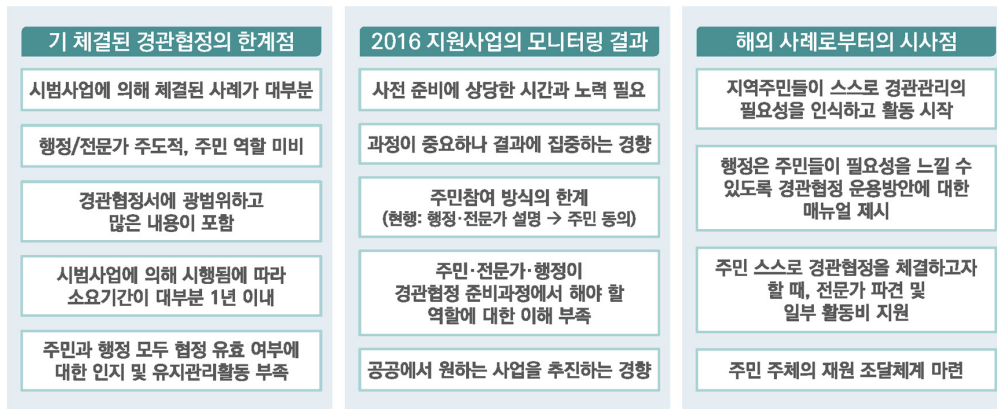 기 체결된 경관협정의 한계점
시범사업에 의해 체결된 사례가 대부분
행정/전문가 주도적, 주민 역할 미비
경관협정서에 광범위하고
많은 내용이 포함
시범사업에 의해 시행됨에 따라
소요기간이 대부분 1년 이내
주민과 행정 모두 협정 유효 여부에
대한 인지 및 유지관리활동 부족
2016 지원사업의 모니터링 결과
사전 준비에 상당한 시간과 노력 필요
과정이 중요하나 결과에 집중하는 경향
주민참여 방식의 한계
(현행: 행정·전문가 설명 → 주민 동의)
주민·전문가·행정이
경관협정 준비과정에서 해야 할
역할에 대한 이해 부족
공공에서 원하는 사업을 추진하는 경향
해외 사례로부터의 시사점
지역주민들이 스스로 경관관리의
필요성을 인식하고 활동 시작
행정은 주민들이 필요성을 느낄 수
있도록 경관협정 운용방안에 대한
매뉴얼 제시
주민 스스로 경관협정을 체결하고자
할 때, 전문가 파견 및
일부 활동비 지원
주민 주체의 재원 조달체계 마련